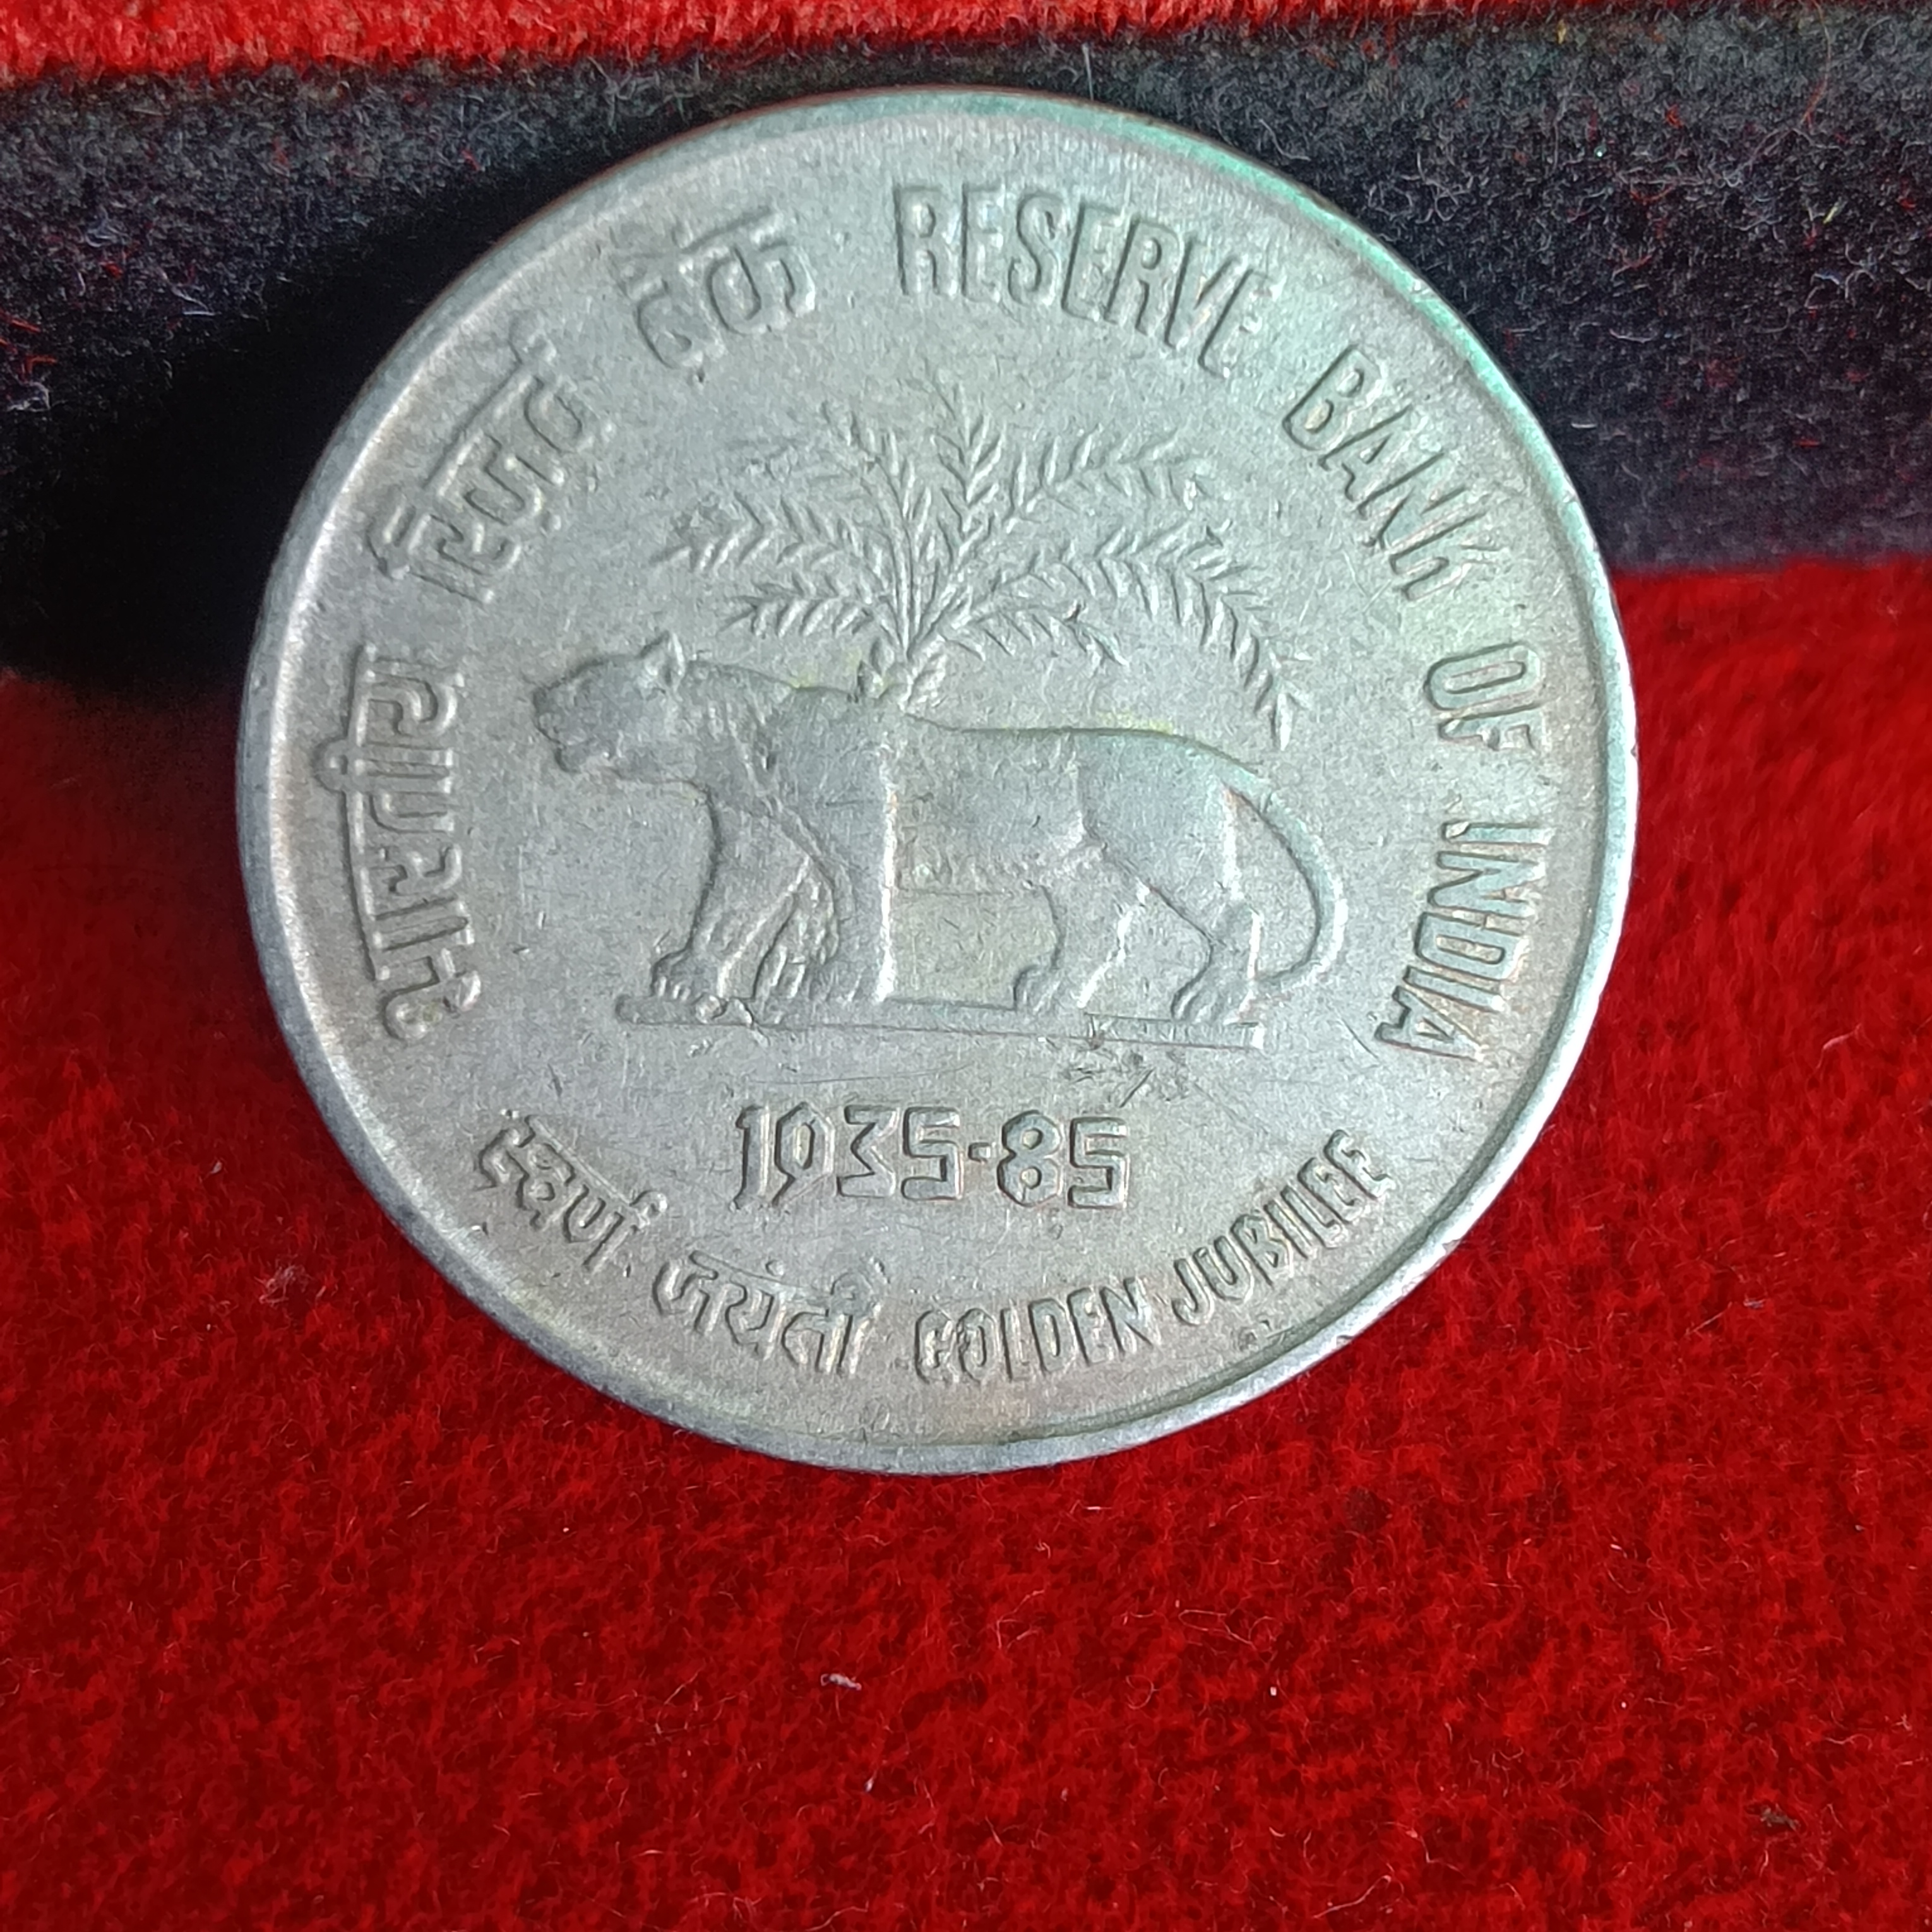 भारतीय रिज़र्व बैंक RESERVE BANK OF INDIA
1935-85
स्वर्ण जयंती GOLDEN JUBILEE